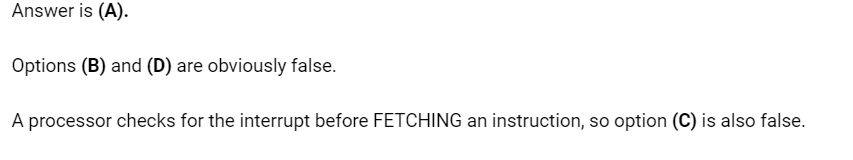 Answer is (A).
Options (B) and (D) are obviously false.
A processor checks for the interrupt before FETCHING an instruction, so option (C) is also false.